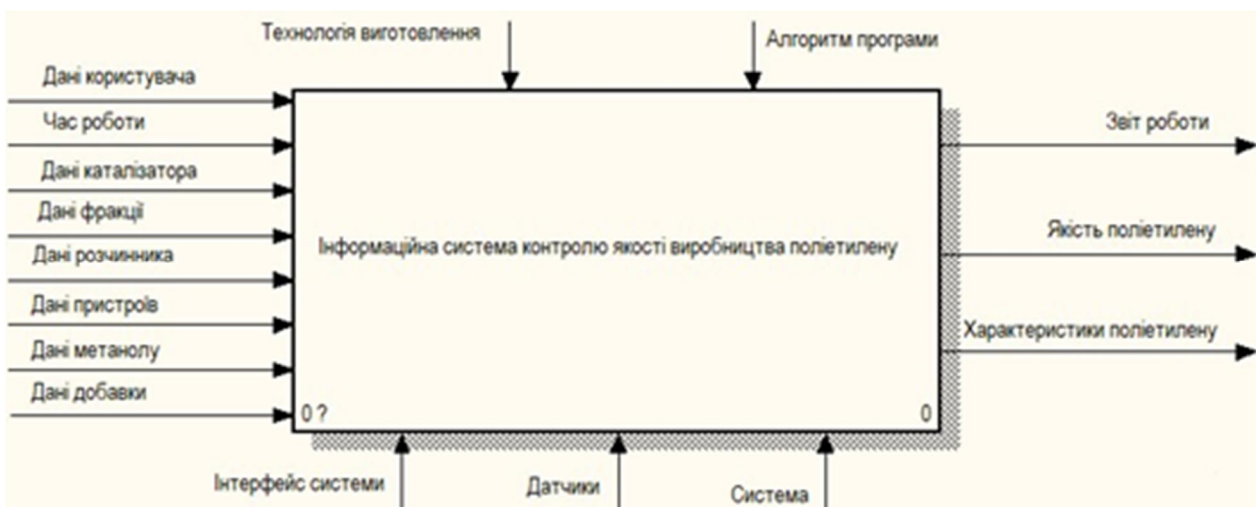 Технологія виготовлення
Алгоритм програми
Дані користувача
Час роботи
Дані каталізатора
Дані фракції
Дані розчинника
Дані пристроїв
Дані метанолу
Дані добавки
Інформаційна система контролю якості виробництва поліетилену
0 ?
0
Звіт роботи
Якість поліетилену
Характеристики поліетилену
Інтерфейс системи
Датчики
Система